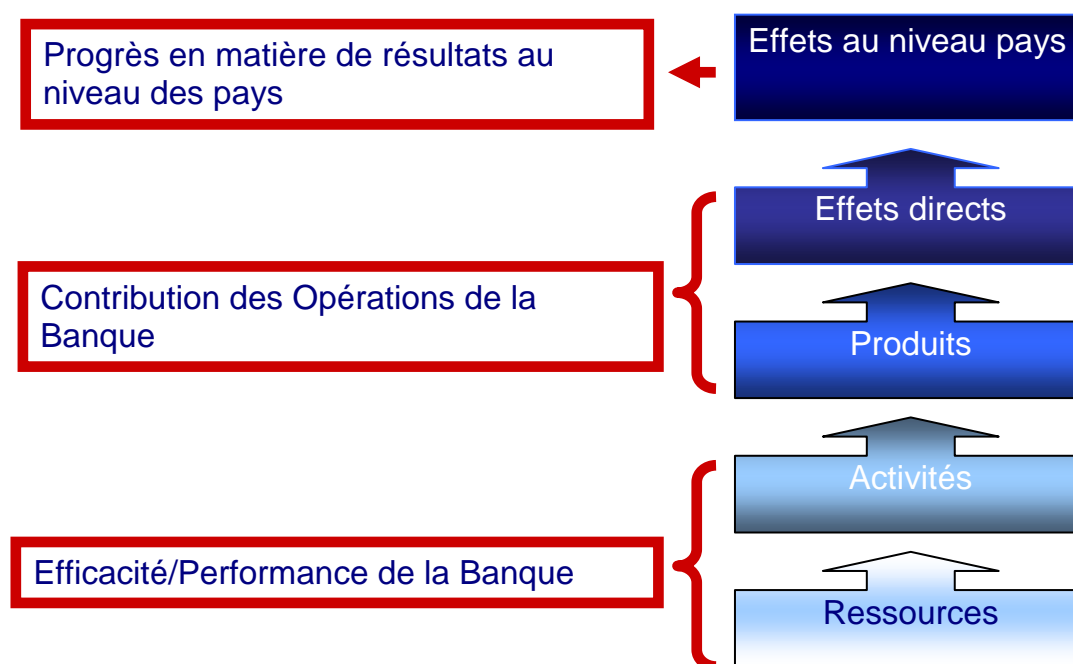 Progrès en matière de résultats au
niveau des pays
Effets au niveau pays
Effets directs
Contribution des Opérations de la
Banque
Produits
Activités
Efficacité/Performance de la Banque
Ressources